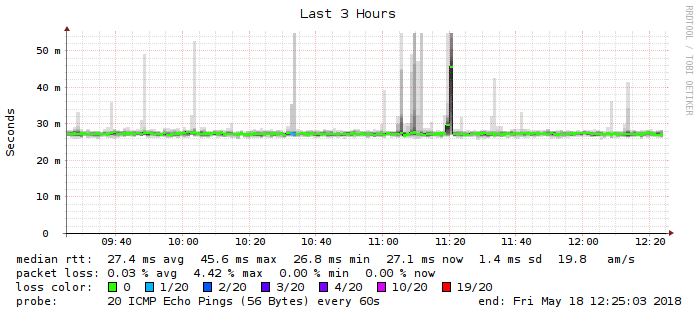 Last 3 Hours
RRDTOOL / TOBI OETIKER
Seconds
50 m
40 m
30 m
20 m
10 m
0
09:40 10:00 10:20 10:40 11:00 11:20 11:40 12:00 12:20
median rtt: 27.4 ms avg 45.6 ms max 26.8 ms min 27.1 ms now 1.4 ms sd 19.8 am/s
packet loss: 0.03 % avg 4.42 % max 0.00 % min 0.00 % now
loss color: 0 1/20 2/20 3/20 4/20 10/20 19/20
probe: 20 ICMP Echo Pings (56 Bytes) every 60s end: Fri May 18 12:25:03 2018